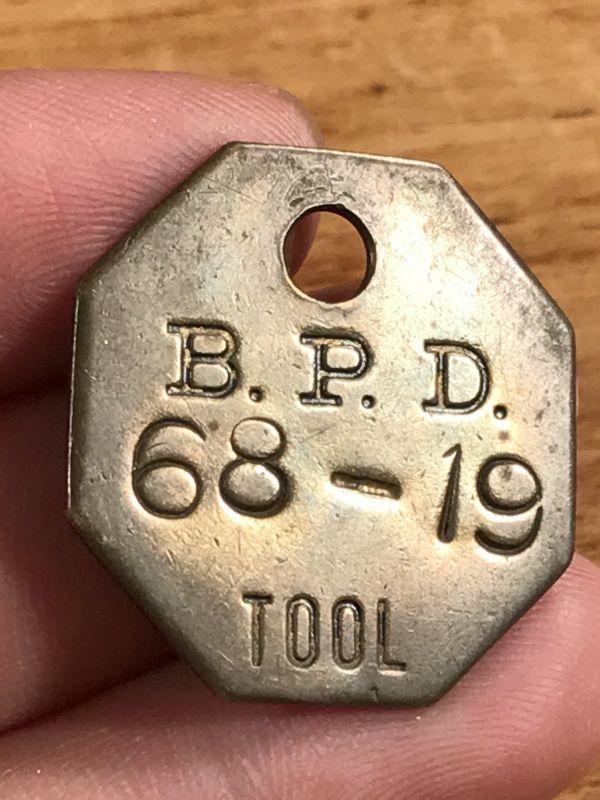 B. P. D.
68-19
TOOL